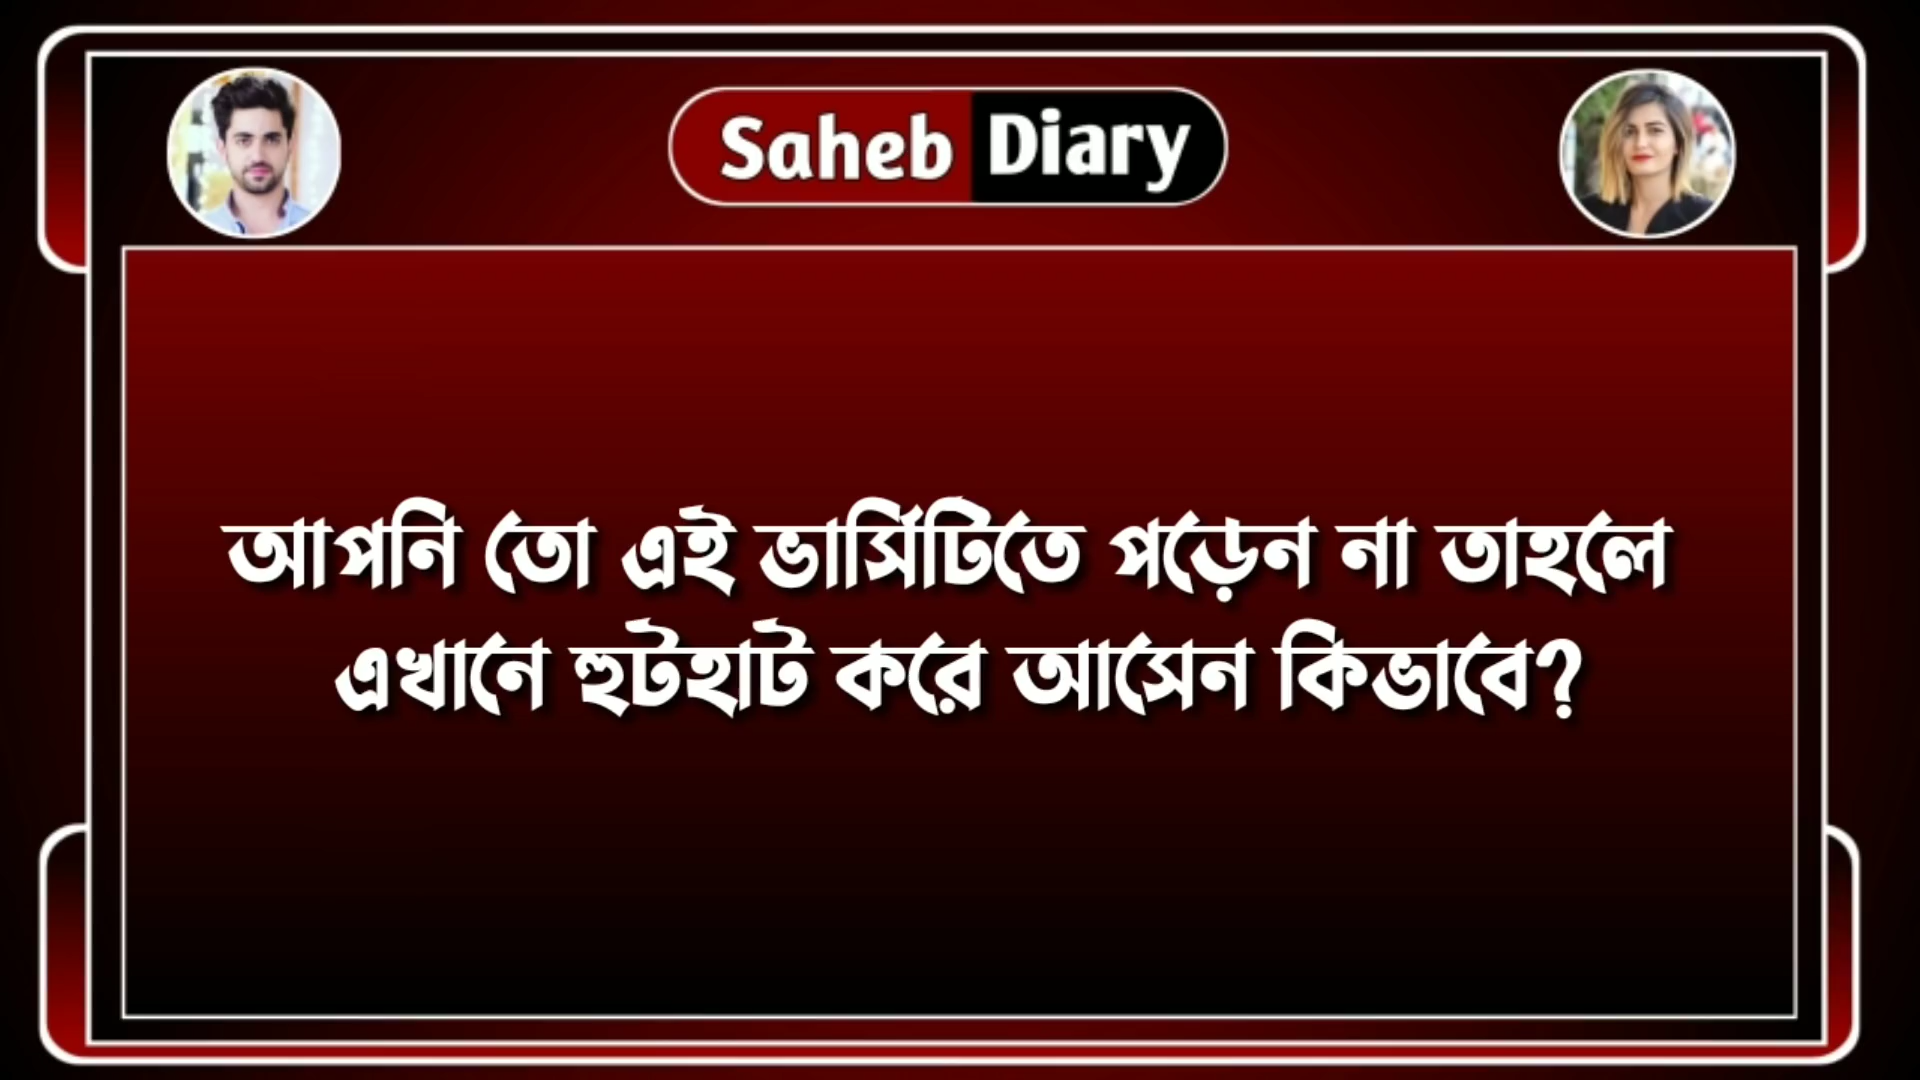 Saheb Diary
আপনি তো এই ভার্সিটিতে পড়েন না তাহলে
এখানে হুটহাট করে আসেন কিভাবে?